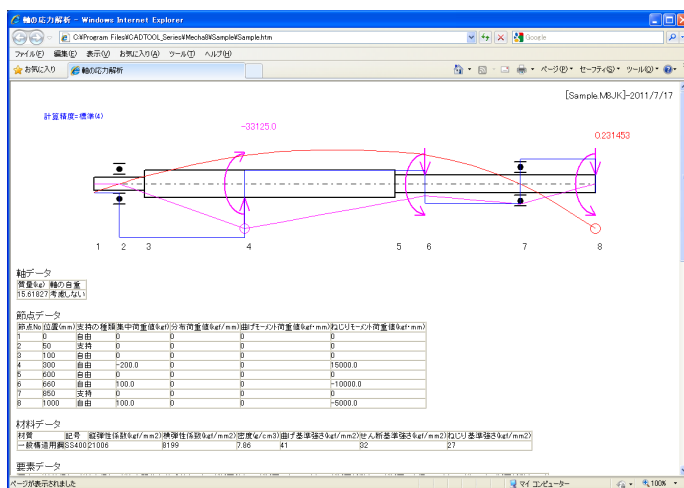 軸の応力解析 - Windows Internet Explorer
C:¥Program Files¥CADTOOL_Series¥Mecha8¥Sample¥Sample.htm
Google
ファイル(F) 編集(E) 表示(V) お気に入り(A) ツール(T) ヘルプ(H)
お気に入り 軸の応力解析 ページ(P) セーフティ(S) ツール(O)
[Sample.M8JK]-2011/7/17
計算精度=標準(4)
-33125.0
0.231453
1 2 3 4 5 6 7 8
軸データ
質量(kg) 軸の自重
15.61827 考慮しない
節点データ
節点No 位置(mm) 支持の種類 集中荷重値(kgf) 分布荷重値(kgf/mm) 曲げモーメント荷重値(kgf・mm) ねじりモーメント荷重値(kgf・mm)
1 0 自由 0 0 0 0
2 50 支持 0 0 0 0
3 100 自由 0 0 0 0
4 300 自由 -200.0 0 0 15000.0
5 600 自由 0 0 0 0
6 660 自由 100.0 0 0 -10000.0
7 850 支持 0 0 0 0
8 1000 自由 100.0 0 0 -5000.0
材料データ
材質 記号 縦弾性係数(kgf/mm2) 横弾性係数(kgf/mm2) 密度(g/cm3) 曲げ基準強さ(kgf/mm2) せん断基準強さ(kgf/mm2) ねじり基準強さ(kgf/mm2)
一般構造用鋼 SS400 21006 8199 7.86 41 32 27
要素データ
ページが表示されました マイ コンピューター 100%